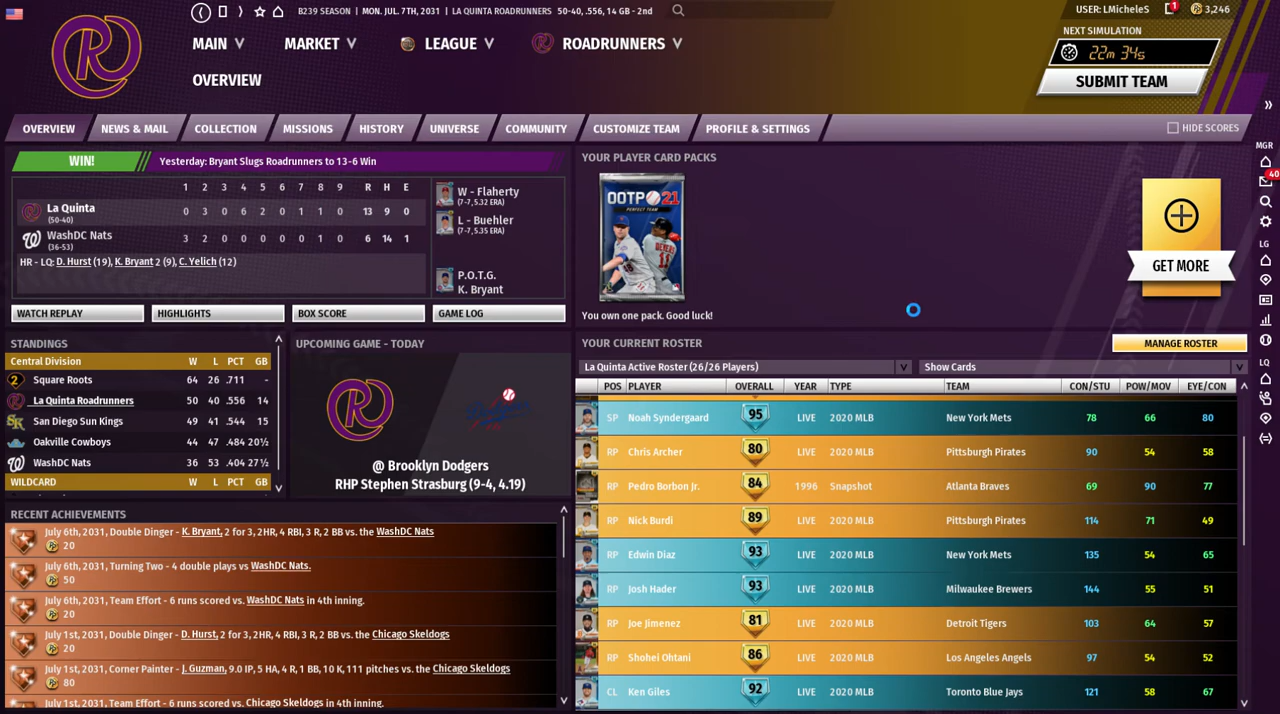 B239 SEASON | MON. JUL. 7TH, 2031 | LA QUINTA ROADRUNNERS 50-40, .556, 14 GB - 2nd
USER: LMicheleS 1 3,246
MAIN MARKET LEAGUE ROADRUNNERS
NEXT SIMULATION
22m 34s
OVERVIEW
SUBMIT TEAM
OVERVIEW NEWS & MAIL COLLECTION MISSIONS HISTORY UNIVERSE COMMUNITY CUSTOMIZE TEAM PROFILE & SETTINGS HIDE SCORES
WIN! Yesterday: Bryant Slugs Roadrunners to 13-6 Win
1 2 3 4 5 6 7 8 9 R H E
La Quinta 0 3 0 6 2 0 1 1 0 13 9 0
(50-40)
WashDC Nats 3 2 0 0 0 0 0 1 0 6 14 1
(36-53)
HR - LQ: D. Hurst (19), K. Bryant 2 (9), C. Yelich (12)
W - Flaherty
(7-7, 5.32 ERA)
L - Buehler
(7-7, 5.35 ERA)
P.O.T.G.
K. Bryant
WATCH REPLAY HIGHLIGHTS BOX SCORE GAME LOG
YOUR PLAYER CARD PACKS
OOTP 21
PERFECT TEAM
You own one pack. Good luck!
GET MORE
MGR
40
LG
LQ
STANDINGS
Central Division W L PCT GB
Square Roots 64 26 .711 -
La Quinta Roadrunners 50 40 .556 14
San Diego Sun Kings 49 41 .544 15
Oakville Cowboys 44 47 .484 20½
WashDC Nats 36 53 .404 27½
WILDCARD W L PCT GB
UPCOMING GAME - TODAY
Dodgers
@ Brooklyn Dodgers
RHP Stephen Strasburg (9-4, 4.19)
RECENT ACHIEVEMENTS
July 6th, 2031, Double Dinger - K. Bryant, 2 for 3, 2HR, 4 RBI, 3 R, 2 BB vs. the WashDC Nats
20
July 6th, 2031, Turning Two - 4 double plays vs WashDC Nats.
50
July 6th, 2031, Team Effort - 6 runs scored vs. WashDC Nats in 4th inning.
20
July 1st, 2031, Double Dinger - D. Hurst, 2 for 3, 2HR, 4 RBI, 3 R, 2 BB vs. the Chicago Skeldogs
20
July 1st, 2031, Corner Painter - J. Guzman, 9.0 IP, 5 HA, 4 R, 1 BB, 10 K, 111 pitches vs. the Chicago Skeldogs
80
July 1st, 2031, Team Effort - 6 runs scored vs. Chicago Skeldogs in 4th inning.
YOUR CURRENT ROSTER
MANAGE ROSTER
La Quinta Active Roster (26/26 Players) Show Cards
POS PLAYER OVERALL YEAR TYPE TEAM CON/STU POW/MOV EYE/CON
SP Noah Syndergaard 95 LIVE 2020 MLB New York Mets 78 66 80
RP Chris Archer 80 LIVE 2020 MLB Pittsburgh Pirates 90 54 58
RP Pedro Borbon Jr. 84 1996 Snapshot Atlanta Braves 69 90 77
RP Nick Burdi 89 LIVE 2020 MLB Pittsburgh Pirates 114 71 49
RP Edwin Diaz 93 LIVE 2020 MLB New York Mets 135 54 65
RP Josh Hader 93 LIVE 2020 MLB Milwaukee Brewers 144 55 51
RP Joe Jimenez 81 LIVE 2020 MLB Detroit Tigers 103 64 57
RP Shohei Ohtani 86 LIVE 2020 MLB Los Angeles Angels 97 54 52
CL Ken Giles 92 LIVE 2020 MLB Toronto Blue Jays 121 58 67